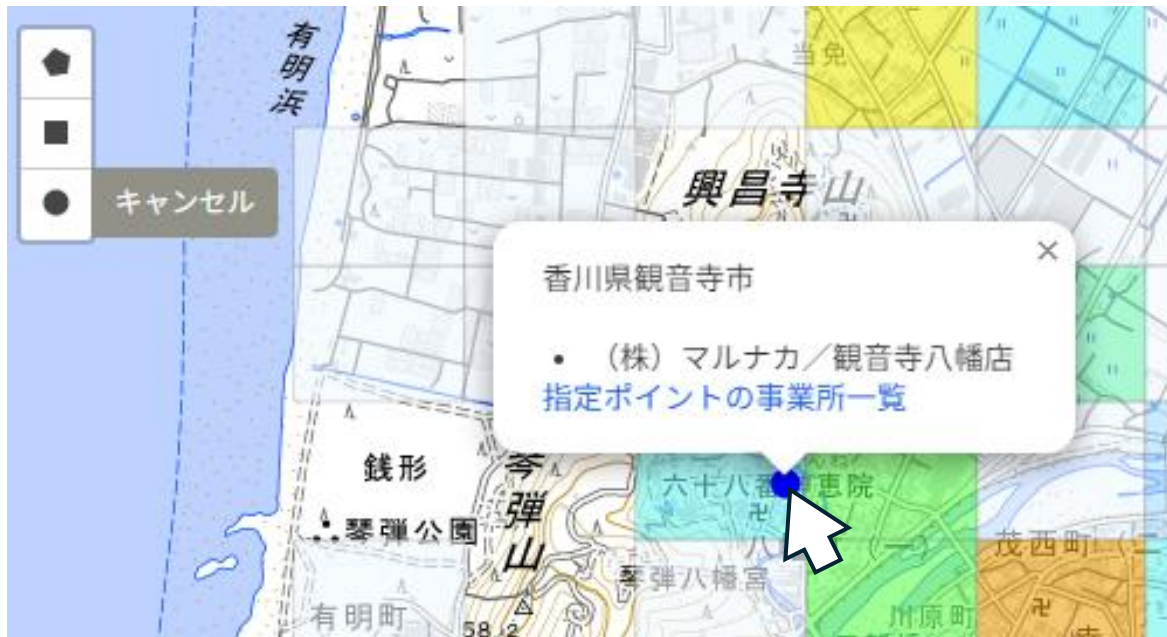 有明浜
当免
興昌寺山
キャンセル
×
香川県観音寺市
• （株）マルナカ／観音寺八幡店
指定ポイントの事業所一覧
銭形
琴弾公園
琴弾山
六十八番
恵院
琴弾八幡宮
茂西町
有明町
58
2
川原町